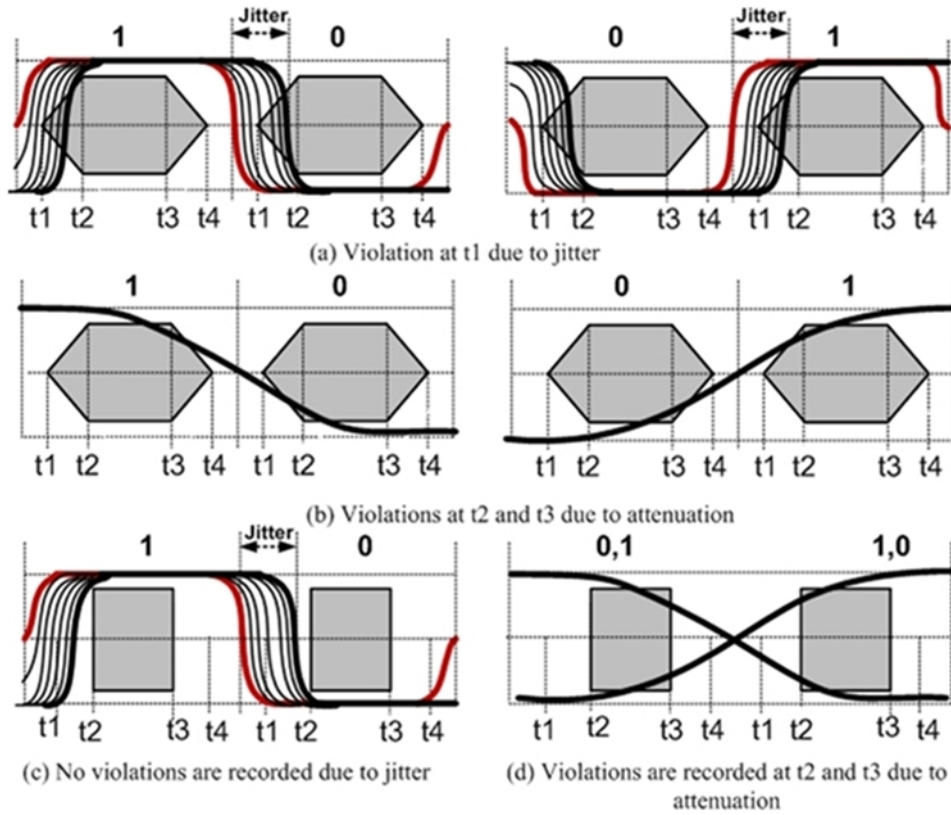 Jitter Jitter
1 0 0 1
t1 t2 t3 t4 t1 t2 t3 t4 t1 t2 t3 t4 t1 t2 t3 t4
(a) Violation at t1 due to jitter
1 0 0 1
t1 t2 t3 t4 t1 t2 t3 t4 t1 t2 t3 t4 t1 t2 t3 t4
(b) Violations at t2 and t3 due to attenuation
Jitter
1 0 0,1 1,0
t1 t2 t3 t4 t1 t2 t3 t4 t1 t2 t3 t4 t1 t2 t3 t4
(c) No violations are recorded due to jitter
(d) Violations are recorded at t2 and t3 due to
attenuation